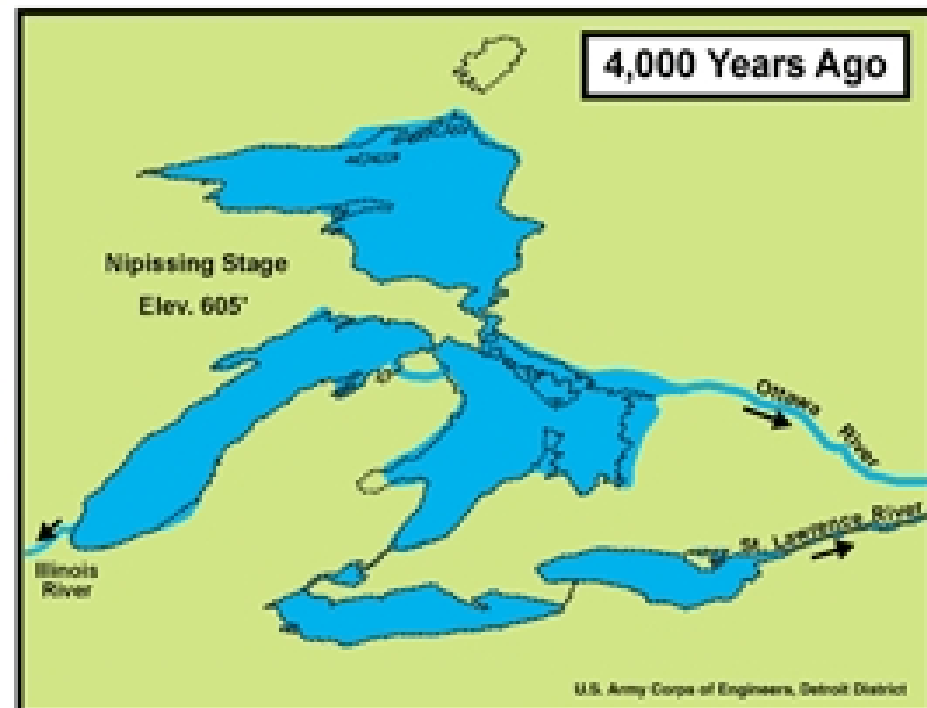 4,000 Years Ago
Nipissing Stage
Elev. 605'
Ottawa
River
St. Lawrence River
Illinois
River
U.S. Army Corps of Engineers, Detroit District